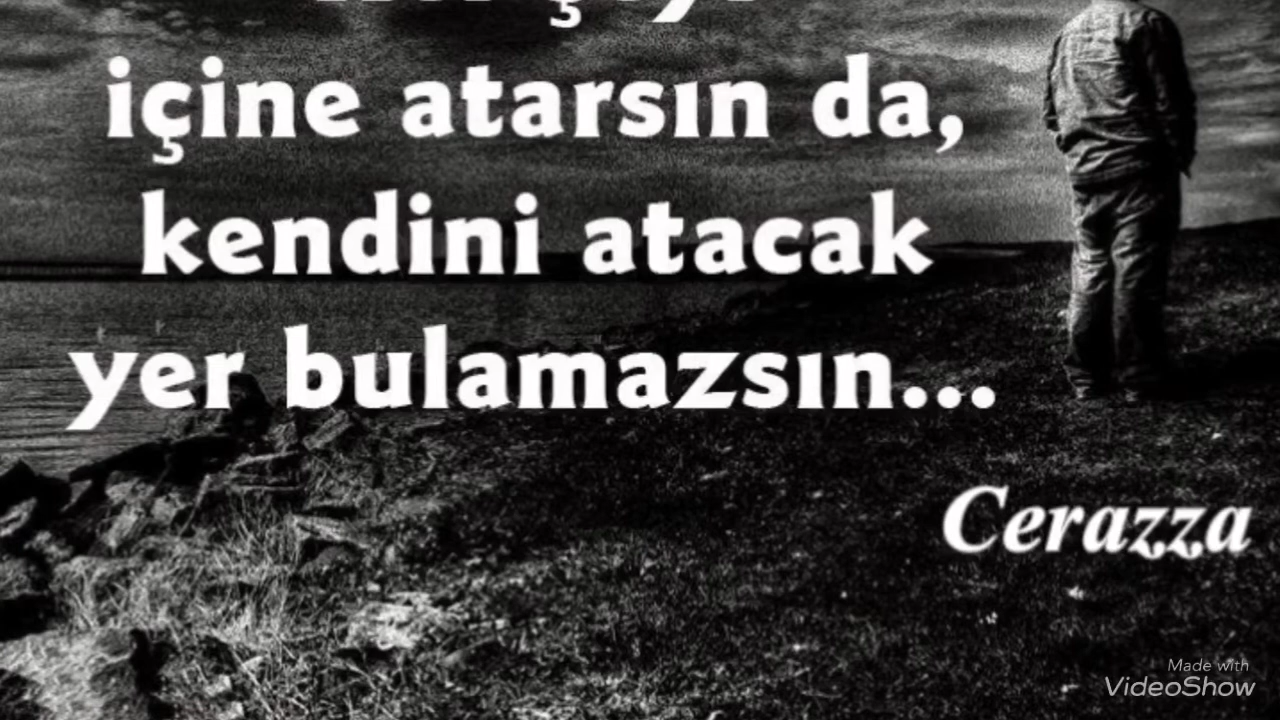 içine atarsın da,
kendini atacak
yer bulamazsın...
Cerazza
Made with
VideoShow